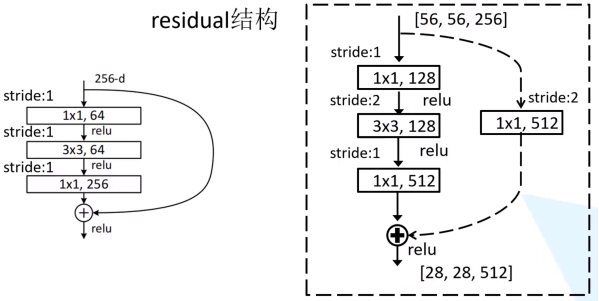 residual结构
256-d
stride:1
1x1, 64
relu
stride:1
3x3, 64
relu
stride:1
1x1, 256
relu
[56, 56, 256]
stride:1
1x1, 128
relu
stride:2
3x3, 128
relu
stride:1
1x1, 512
stride:2
1x1, 512
relu
[28, 28, 512]